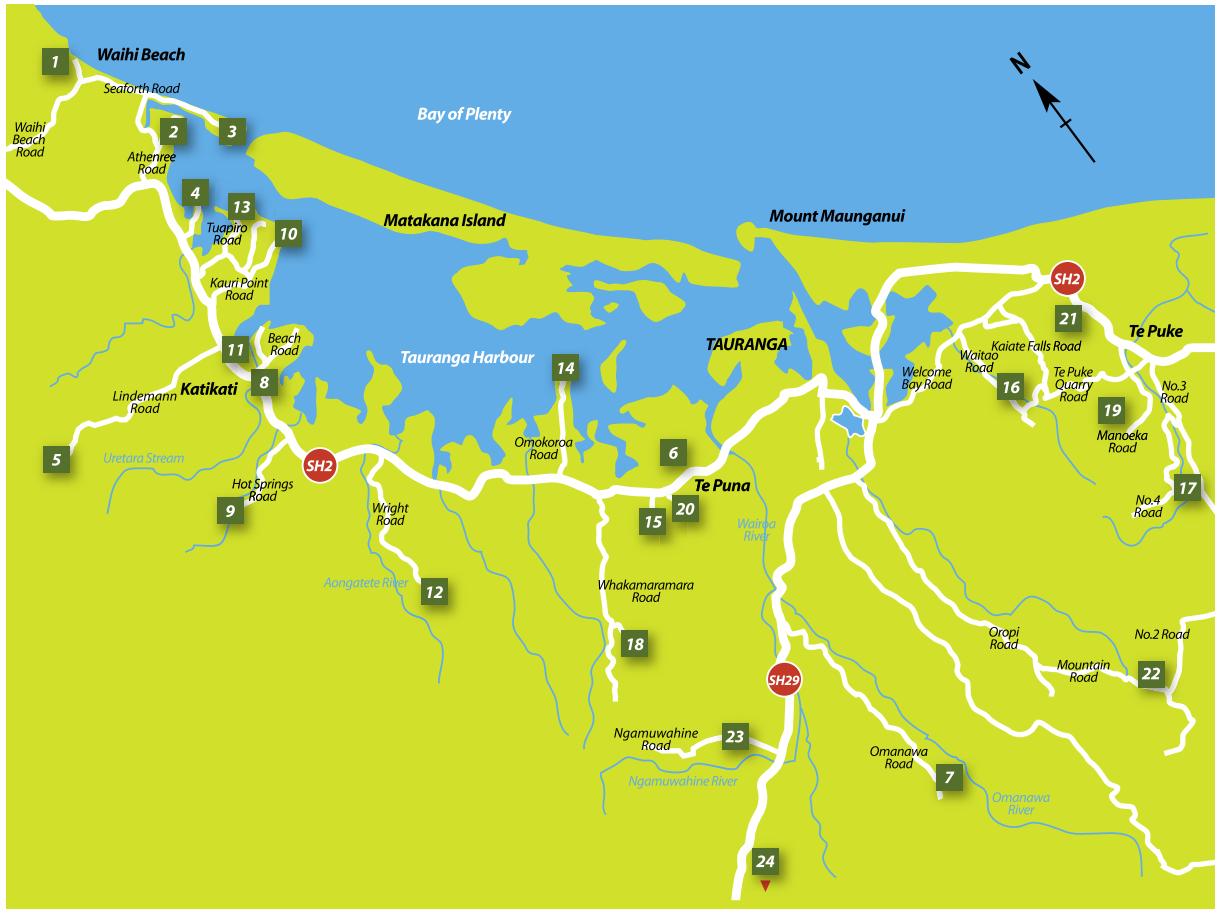 Waihi Beach
1
Seaforth Road
Bay of Plenty
N
Waihi
Beach
Road
2
3
Athenree
Road
4
13
Tuapiro
Road
10
Matakana Island
Mount Maunganui
Kauri Point
Road
SH2
21
Te Puke
11
Beach
Road
Tauranga Harbour
14
TAURANGA
Kaiate Falls Road
Waitao
Road
Welcome
Bay Road
16
Te Puke
Quarry
Road
No.3
Road
Katikati
8
Lindemann
Road
19
Manoeka
Road
5
Uretara Stream
SH2
Omokoroa
Road
6
Te Puna
Hot Springs
Road
9
Wright
Road
15
20
Wairoa
River
No.4
Road
17
Aongatete River
12
Whakamaramara
Road
18
Oropi
Road
No.2 Road
Mountain
Road
22
SH29
Ngamuwahine
Road
23
Omanawa
Road
7
Ngamuwahine River
Omanawa
River
24